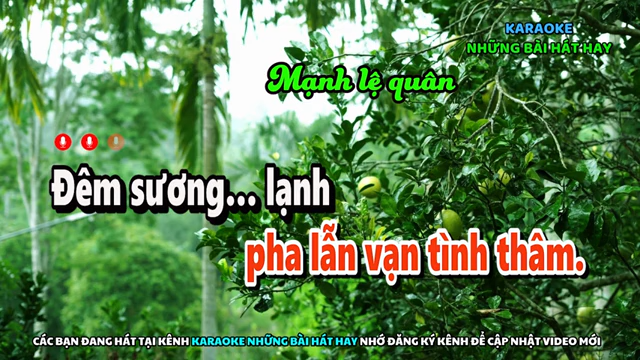 KARAOKE
NHỮNG BÀI HÁT HAY
Mạnh lệ quân
Đêm sương... lạnh
pha lẫn vạn tình thâm.
CÁC BẠN ĐANG HÁT TẠI KÊNH KARAOKE NHỮNG BÀI HÁT HAY NHỚ ĐĂNG KÝ KÊNH ĐỂ CẬP NHẬT VIDEO MỚI